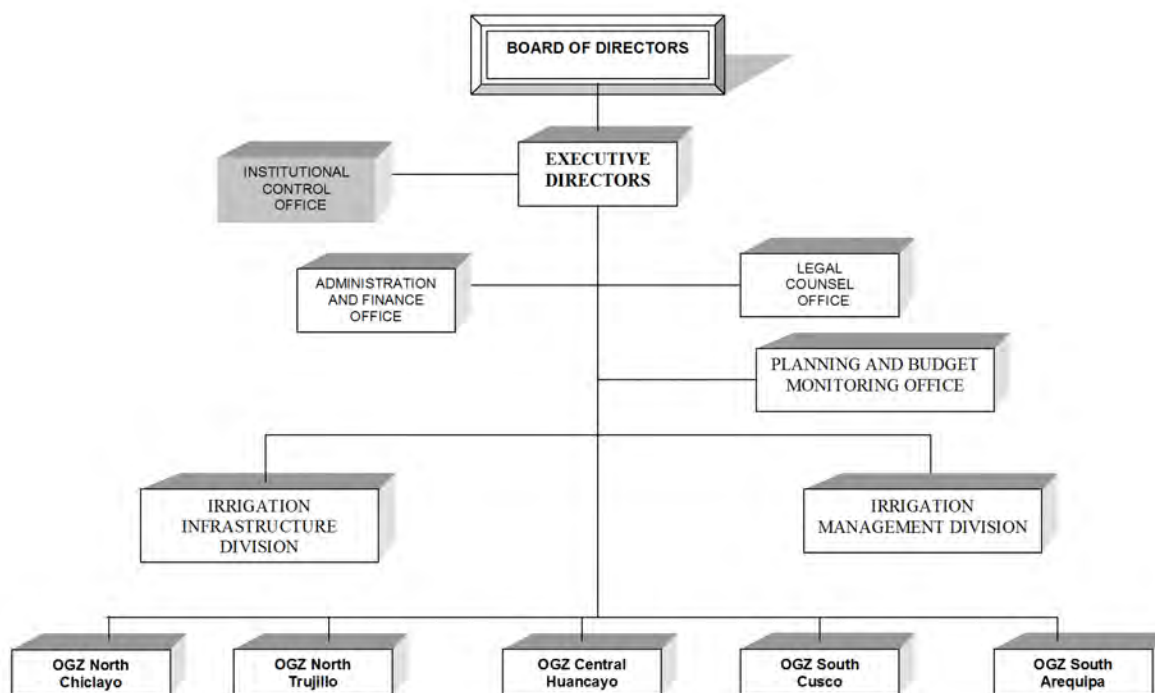 BOARD OF DIRECTORS
EXECUTIVE
DIRECTORS
INSTITUTIONAL
CONTROL
OFFICE
ADMINISTRATION
AND FINANCE
OFFICE
LEGAL
COUNSEL
OFFICE
PLANNING AND BUDGET
MONITORING OFFICE
IRRIGATION
INFRASTRUCTURE
DIVISION
IRRIGATION
MANAGEMENT DIVISION
OGZ North
Chiclayo
OGZ North
Trujillo
OGZ Central
Huancayo
OGZ South
Cusco
OGZ South
Arequipa